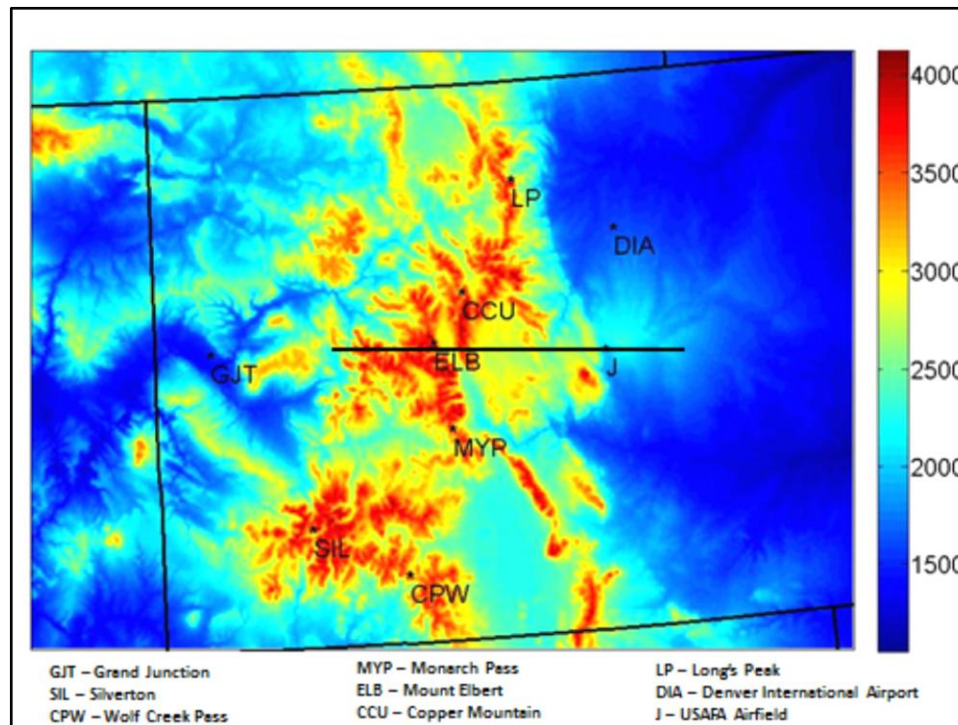 4000
3500
LP
DIA
3000
CCU
2500
ELB
J
GJT
MYP
2000
SIL
1500
CPW
GJT – Grand Junction
MYP – Monarch Pass
LP – Long's Peak
SIL – Silverton
ELB – Mount Elbert
DIA – Denver International Airport
CPW – Wolf Creek Pass
CCU – Copper Mountain
J – USAFA Airfield